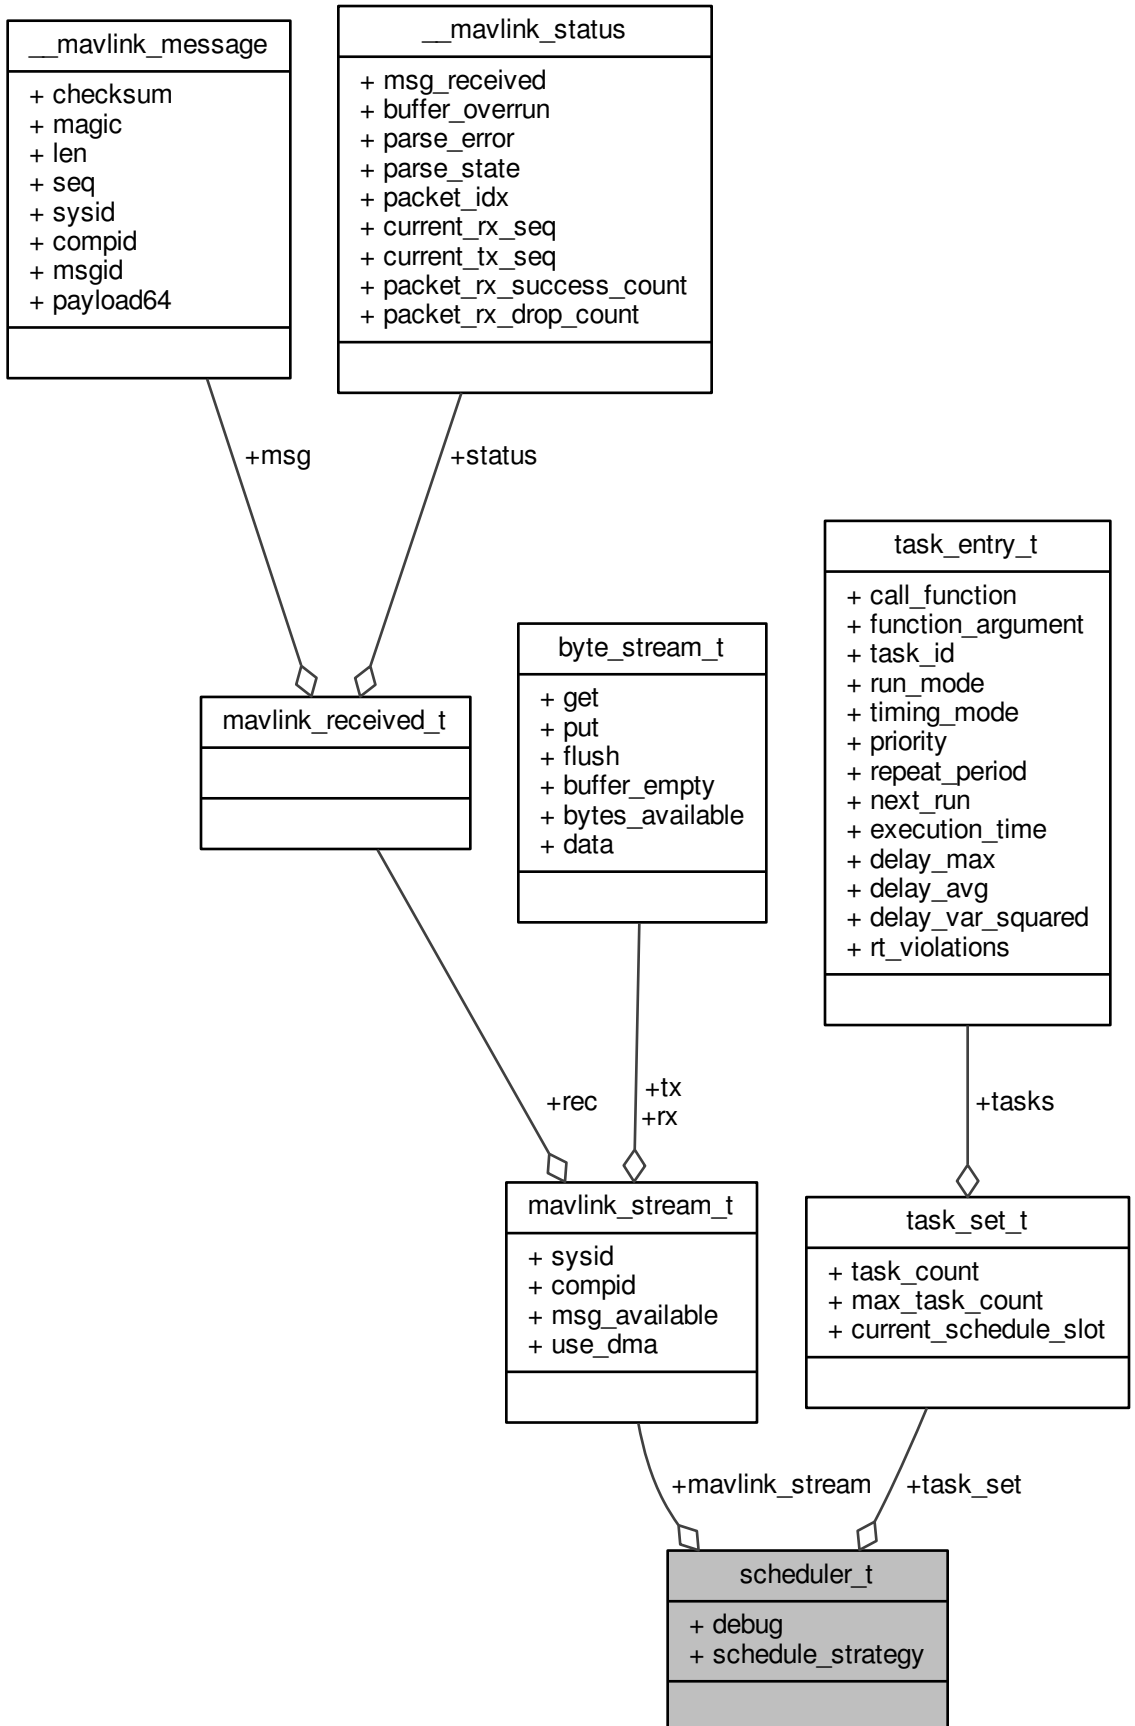 __mavlink_message
+ checksum
+ magic
+ len
+ seq
+ sysid
+ compid
+ msgid
+ payload64
__mavlink_status
+ msg_received
+ buffer_overrun
+ parse_error
+ parse_state
+ packet_idx
+ current_rx_seq
+ current_tx_seq
+ packet_rx_success_count
+ packet_rx_drop_count
+msg
+status
mavlink_received_t
byte_stream_t
+ get
+ put
+ flush
+ buffer_empty
+ bytes_available
+ data
task_entry_t
+ call_function
+ function_argument
+ task_id
+ run_mode
+ timing_mode
+ priority
+ repeat_period
+ next_run
+ execution_time
+ delay_max
+ delay_avg
+ delay_var_squared
+ rt_violations
+rec
+tx
+rx
+tasks
mavlink_stream_t
+ sysid
+ compid
+ msg_available
+ use_dma
task_set_t
+ task_count
+ max_task_count
+ current_schedule_slot
+mavlink_stream
+task_set
scheduler_t
+ debug
+ schedule_strategy